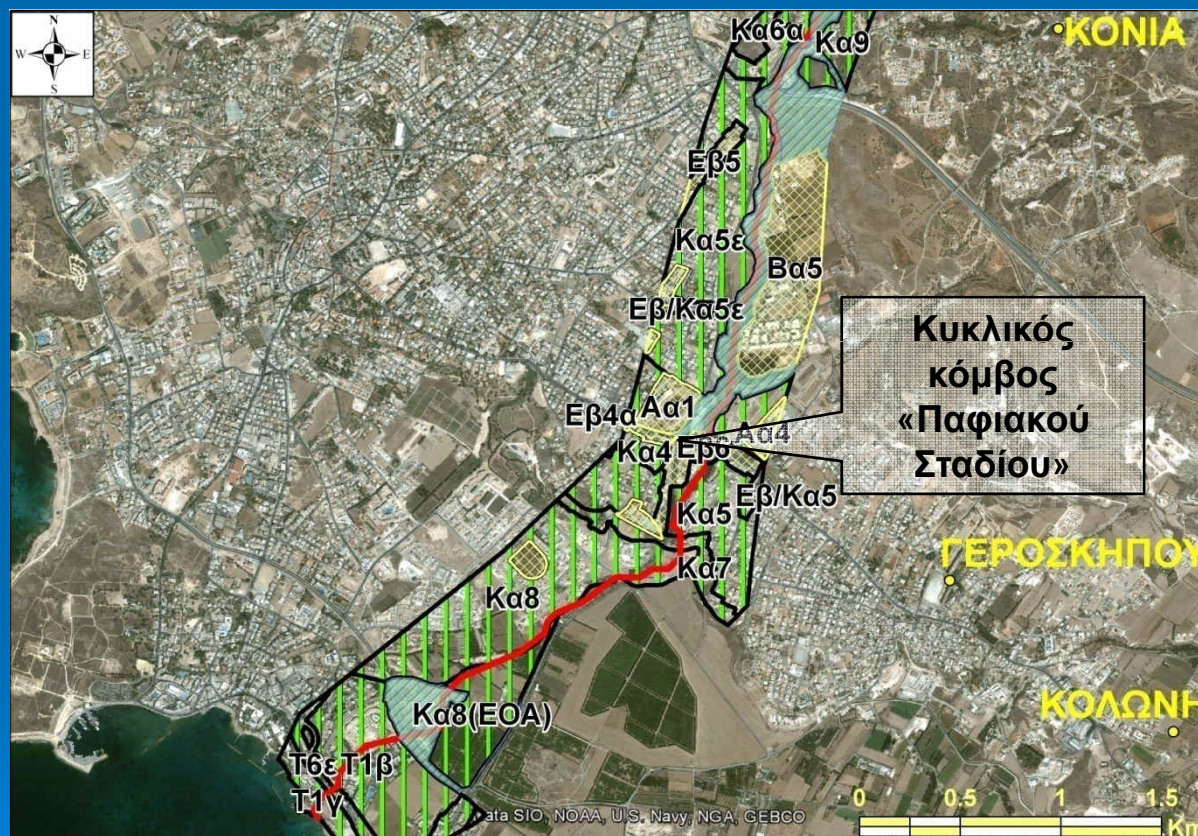 N
W E
S
Κα6α
Κα9
ΚΟΝΙΑ
Εβ5
Κα5ε
Βα5
Εβ/Κα5ε
Κυκλικός
κόμβος
«Παφιακού
Σταδίου»
Εβ4α
Αα1
Αα4
Κα4
Εβ6
Εβ/Κα5
Κα5
ΓΕΡΟΣΚΗΠΟΥ
Κα7
Κα8
Κα8(ΕΟΑ)
ΚΟΛΩΝΗ
Τ6ε Τ1β
Τ1γ
ata SIO, NOAA, U.S. Navy, NGA, GEBCO
0 0.5 1 1.5